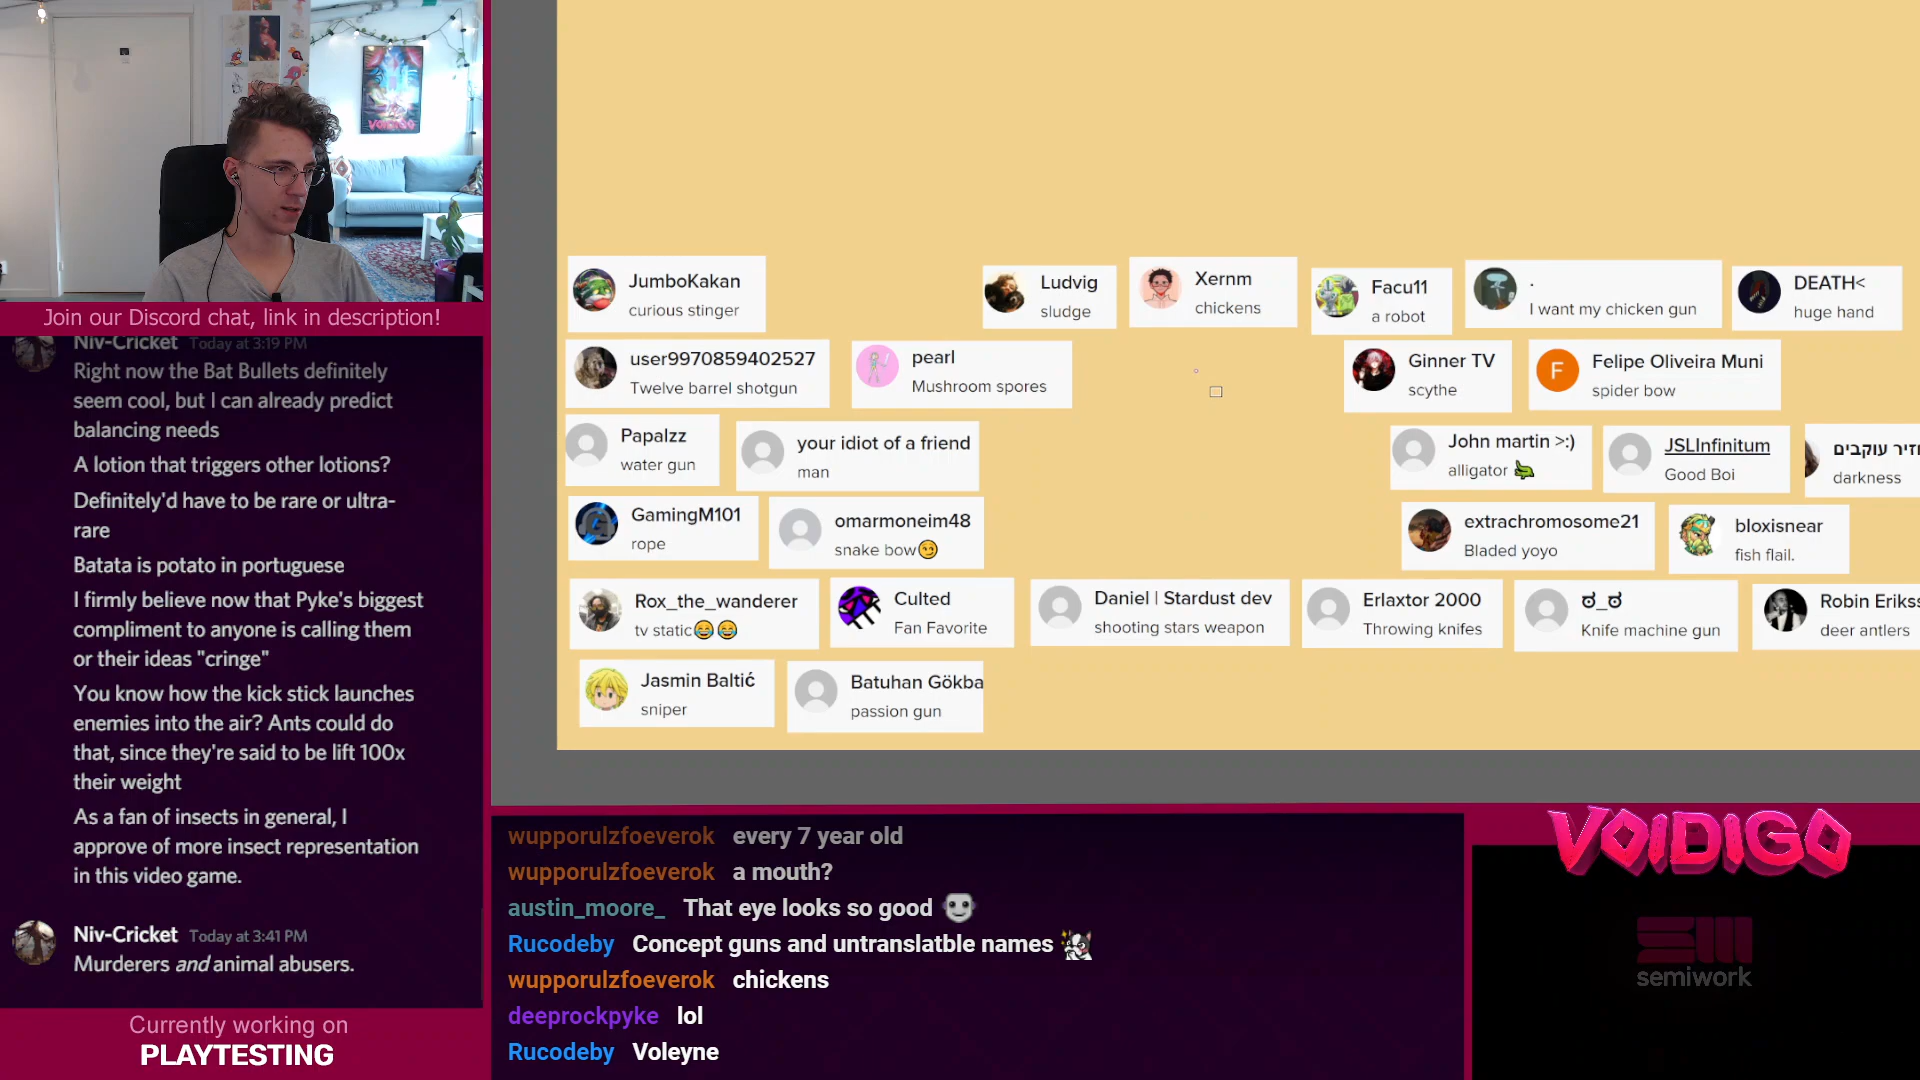 Join our Discord chat, link in description!
Niv-Cricket Today at 3:19 PM
Right now the Bat Bullets definitely
seem cool, but I can already predict
balancing needs
A lotion that triggers other lotions?
Definitely'd have to be rare or ultra-
rare
Batata is potato in portuguese
I firmly believe now that Pyke's biggest
compliment to anyone is calling them
or their ideas "cringe"
You know how the kick stick launches
enemies into the air? Ants could do
that, since they're said to be lift 100x
their weight
As a fan of insects in general, I
approve of more insect representation
in this video game.
Niv-Cricket Today at 3:41 PM
Murderers and animal abusers.
Currently working on
PLAYTESTING
JumboKakan
curious stinger
Ludvig
sludge
Xernm
chickens
Facu11
a robot
.
I want my chicken gun
DEATH<
huge hand
user9970859402527
Twelve barrel shotgun
pearl
Mushroom spores
Ginner TV
scythe
F
Felipe Oliveira Muni
spider bow
Papalzz
water gun
your idiot of a friend
man
John martin >:)
alligator
JSLInfinitum
Good Boi
עוקבים
darkness
GamingM101
rope
omarmoneim48
snake bow😏
extrachromosome21
Bladed yoyo
bloxisnear
fish flail.
Rox_the_wanderer
tv static😂😂
Culted
Fan Favorite
Daniel | Stardust dev
shooting stars weapon
Erlaxtor 2000
Throwing knifes
ಠ_ಠ
Knife machine gun
Robin Erikss
deer antlers
Jasmin Baltić
sniper
Batuhan Gökba
passion gun
wupporulzfoeverok every 7 year old
wupporulzfoeverok a mouth?
austin_moore_ That eye looks so good
Rucodeby Concept guns and untranslatble names
wupporulzfoeverok chickens
deeprockpyke lol
Rucodeby Voleyne
VOIDIGO
semiwork
VOIDIGO